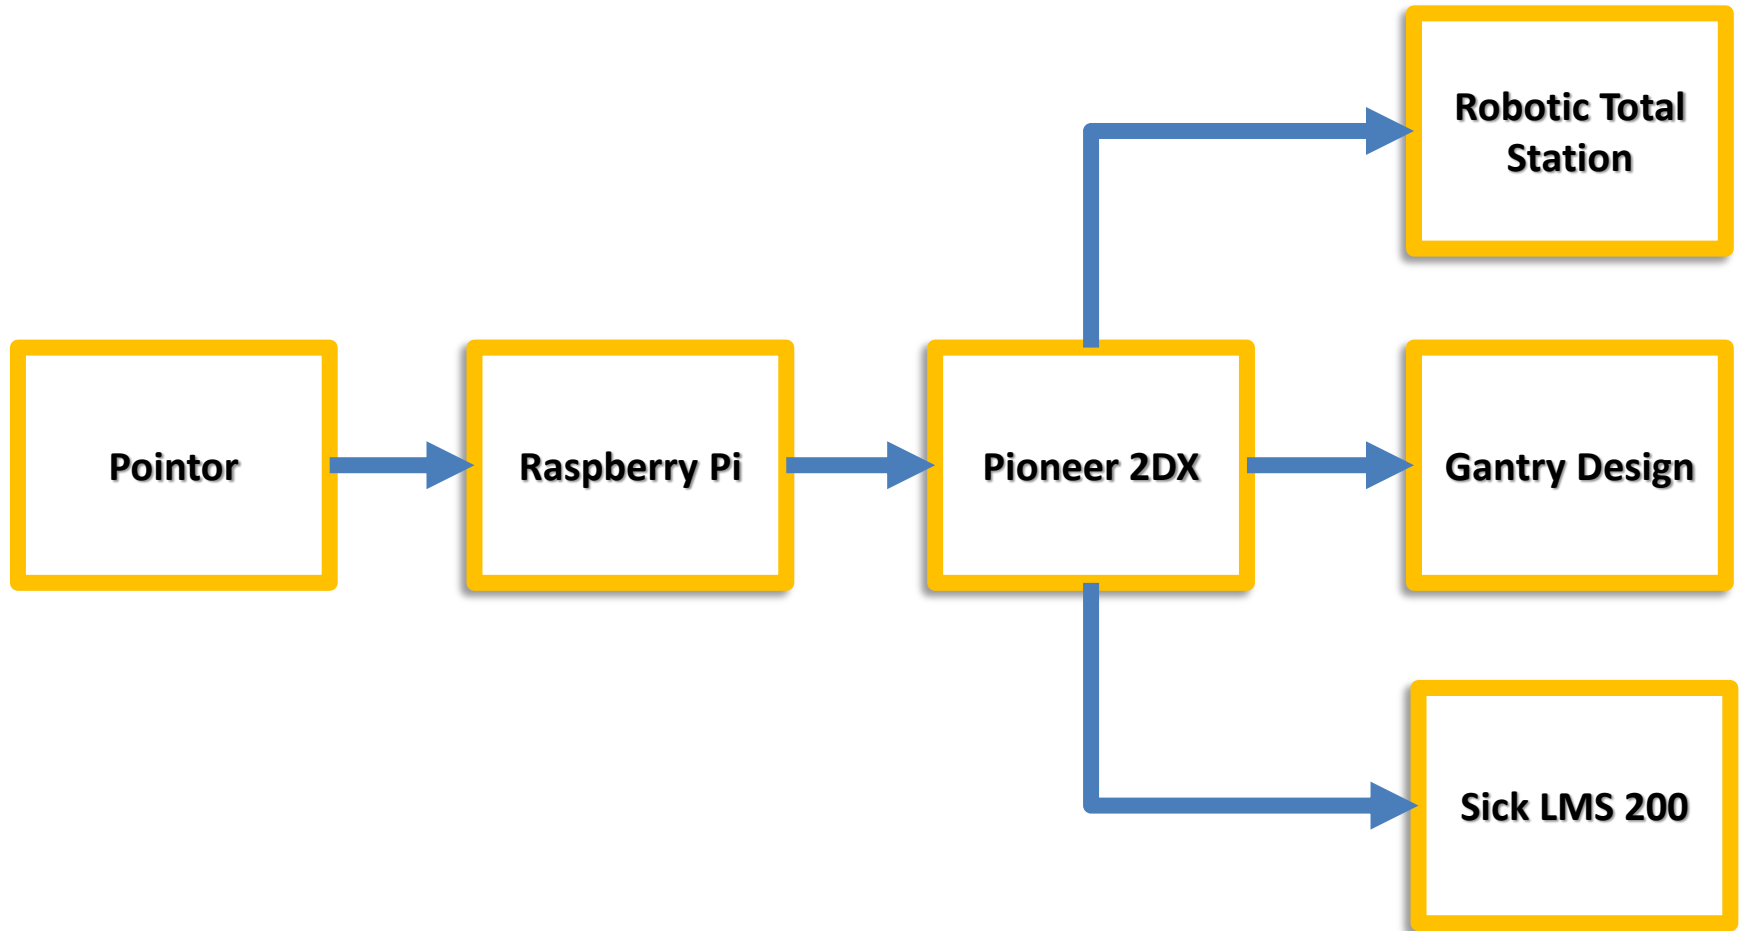 Robotic Total
Station
Pointor
Raspberry Pi
Pioneer 2DX
Gantry Design
Sick LMS 200